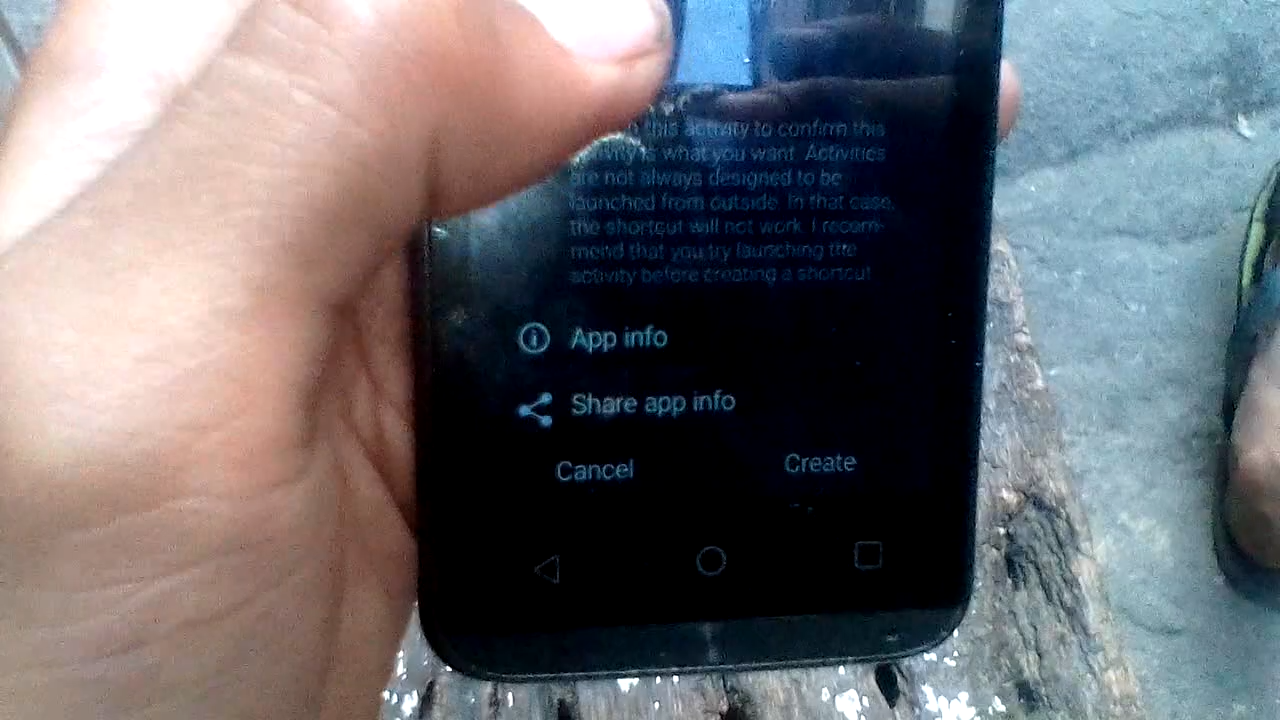 this activity to confirm this
is what you want. Activities
are not always designed to be
launched from outside. In that case,
the shortcut will not work. I recom-
mend that you try launching the
activity before creating a shortcut.
App info
Share app info
Cancel
Create